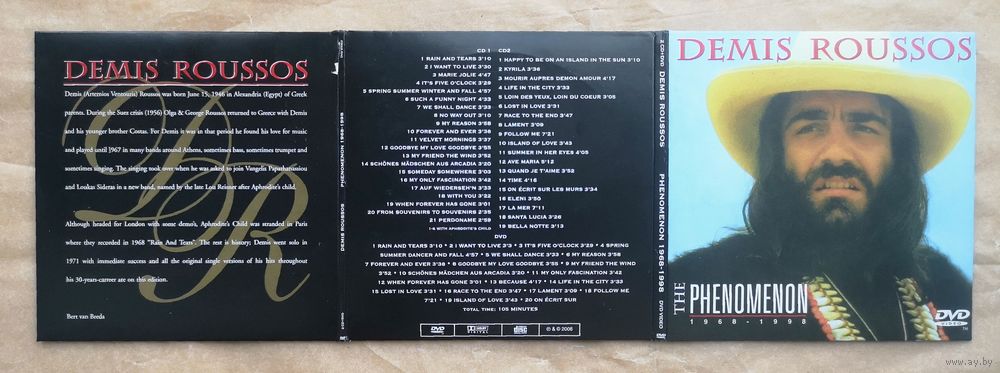 DEMIS ROUSSOS
Demis (Artemios Ventouris) Roussos was born June 15, 1946 in Alexandria (Egypt) of Greek
parents. During the Suez crisis (1956) Olga & George Roussos returned to Greece with Demis
and his younger brother Costas. For Demis it was in that period he found his love for music
and played until 1967 in many bands around Athens, sometimes bass, sometimes trumpet and
sometimes singing. The singing took over when he was asked to join Vangelis Papathanassiou
and Loukas Sideras in a new band, named by the late Lou Reisner after Aphrodite's child.
Although headed for London with some demo's, Aphrodite's Child was stranded in Paris
where they recorded in 1968 "Rain And Tears". The rest is history; Demis went solo in
1971 with immediate success and all the original single versions of his hits throughout
his 30-years-carreer are on this edition.
Bert van Breda
DR
CD 1
1 RAIN AND TEARS 3'10
2 I WANT TO LIVE 3'30
3 MARIE JOLIE 4'47
4 IT'S FIVE O'CLOCK 3'29
5 SPRING SUMMER WINTER AND FALL 4'57
6 SUCH A FUNNY NIGHT 4'33
7 WE SHALL DANCE 3'33
8 NO WAY OUT 3'10
9 MY REASON 3'58
10 FOREVER AND EVER 3'38
11 VELVET MORNINGS 3'37
12 GOODBYE MY LOVE GOODBYE 3'55
13 MY FRIEND THE WIND 3'52
14 SCHÖNES MÄDCHEN AUS ARCADIA 3'20
15 SOMEDAY SOMEWHERE 3'03
16 MY ONLY FASCINATION 3'42
17 AUF WIEDERSEH'N 3'33
18 WITH YOU 3'22
19 WHEN FOREVER HAS GONE 3'01
20 FROM SOUVENIRS TO SOUVENIRS 2'35
21 PERDONAME 2'59
1-6 WITH APHRODITE'S CHILD
CD2
1 HAPPY TO BE ON AN ISLAND IN THE SUN 3'10
2 KYRILA 3'36
3 MOURIR AUPRES DEMON AMOUR 4'17
4 LIFE IN THE CITY 3'33
5 LOIN DES YEUX, LOIN DU COEUR 3'05
6 LOST IN LOVE 3'31
7 RACE TO THE END 3'47
8 LAMENT 3'09
9 FOLLOW ME 7'21
10 ISLAND OF LOVE 3'43
11 SUMMER IN HER EYES 4'05
12 AVE MARIA 5'12
13 QUAND JE T'AIME 3'52
14 TIME 4'16
15 ON ÉCRIT SUR LES MURS 3'34
16 ELENI 3'50
17 LA MER 7'11
18 SANTA LUCIA 3'26
19 BELLA NOTTE 3'13
DVD
1 RAIN AND TEARS 3'10 • 2 I WANT TO LIVE 3'3 • 3 IT'S FIVE O'CLOCK 3'29 • 4 SPRING
SUMMER DANCER AND FALL 4'57 • 5 WE SHALL DANCE 3'33 • 6 MY REASON 3'58
7 FOREVER AND EVER 3'38 • 8 GOODBYE MY LOVE GOODBYE 3'55 • 9 MY FRIEND THE WIND
3'52 • 10 SCHÖNES MÄDCHEN AUS ARCADIA 3'20 • 11 MY ONLY FASCINATION 3'42
12 WHEN FOREVER HAS GONE 3'01 • 13 BECAUSE 4'17 • 14 LIFE IN THE CITY 3'33
15 LOST IN LOVE 3'31 • 16 RACE TO THE END 3'47 • 17 LAMENT 3'09 • 18 FOLLOW ME
7'21 • 19 ISLAND OF LOVE 3'43 • 20 ON ÉCRIT SUR
TOTAL TIME: 105 MINUTES
DVD
VIDEO
DOLBY
DIGITAL
℗ & © 2006
DEMIS ROUSSOS PHENOMENON 1968-1998
2 CD+DVD DEMIS ROUSSOS PHENOMENON 1968-1998 DVD VIDEO
DEMIS ROUSSOS
THE
PHENOMENON
1968-1998
DVD
VIDEO
TM
www.ay.by